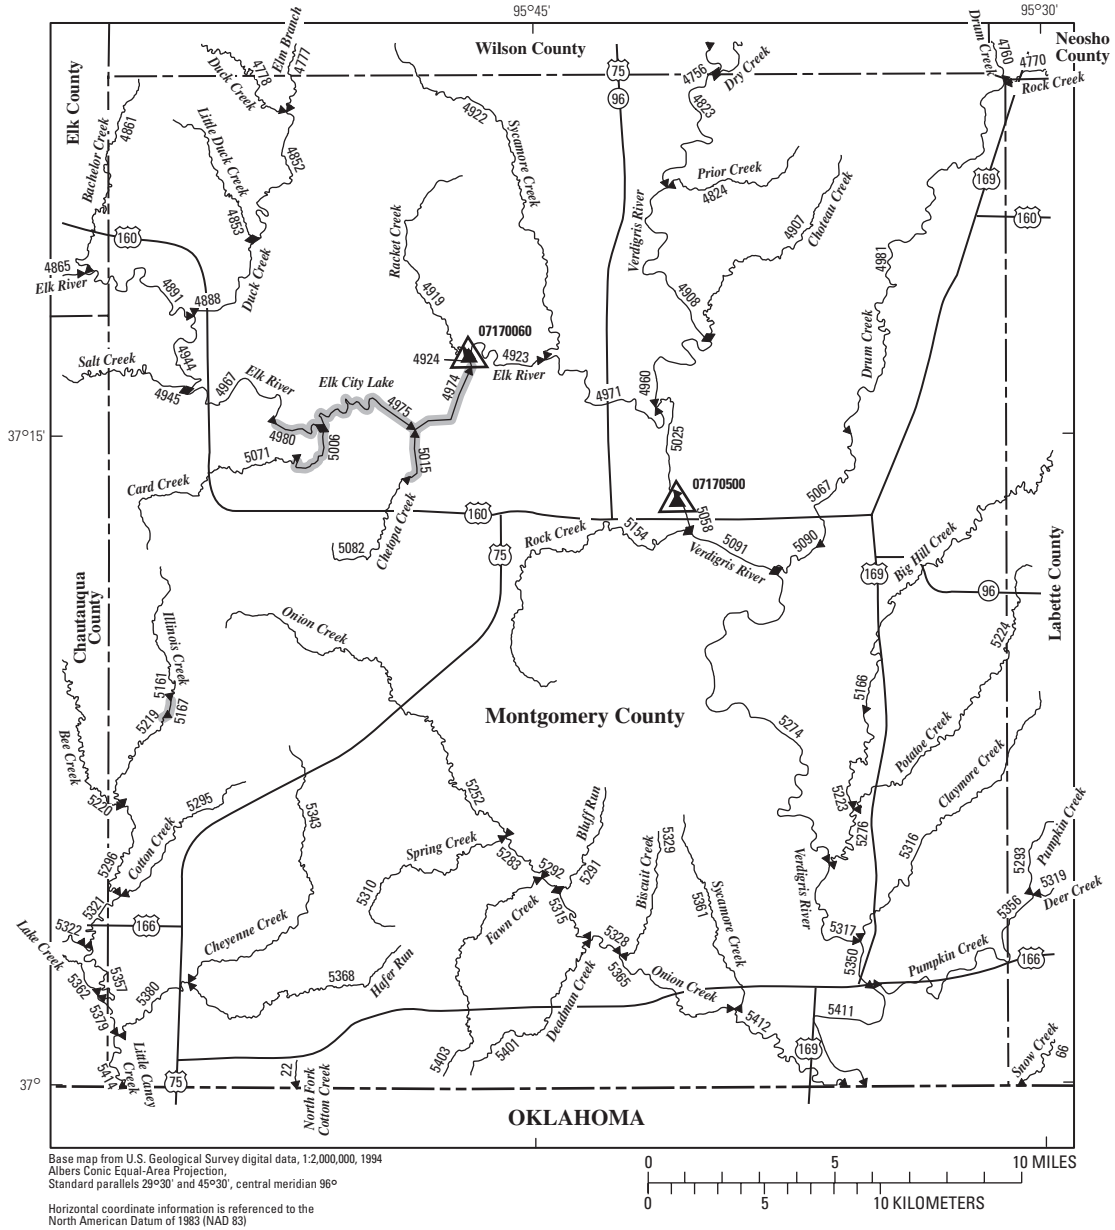 95°45'
95°30'
Wilson County
Neosho
County
Elk County
Elm Branch
4777
4778
Duck Creek
75
96
4756
Dry Creek
Drum Creek
4760
4770
Rock Creek
4861
Bachelor Creek
Little Duck Creek
4852
4922
Sycamore Creek
4823
Prior Creek
4824
169
160
4853
Racket Creek
Verdigris River
4907
Choteau Creek
160
4865
Elk River
4891
4888
Duck Creek
4919
4908
4981
07170060
Salt Creek
4944
4924
4923
Elk River
Drum Creek
4945
4967
Elk River
Elk City Lake
4974
4971
4960
37°15'
4980
4975
5006
5025
5071
5015
Card Creek
07170500
5067
5082
Chetopa Creek
160
5058
Rock Creek
5154
5091
5090
Verdigris River
75
Big Hill Creek
169
96
Labette County
Chautauqua
County
Illinois Creek
Onion Creek
5224
5161
5167
5219
5166
Montgomery County
5274
Bee Creek
Potatoe Creek
Claymore Creek
5220
5295
5343
5252
5223
5276
Cotton Creek
5296
Spring Creek
5283
Bluff Run
5316
Pumpkin Creek
5310
5292
5291
Biscuit Creek
5329
Verdigris River
5293
5319
Deer Creek
5321
5315
Fawn Creek
5361
Sycamore Creek
5356
5322
166
Cheyenne Creek
5328
5317
Lake Creek
5357
5362
5368
Hafer Run
5365
Onion Creek
5350
Pumpkin Creek
166
5380
5379
Deadman Creek
5412
5411
5403
5401
169
Little Caney
Creek
5414
37°
75
22
North Fork
Cotton Creek
Snow Creek
66
OKLAHOMA
Base map from U.S. Geological Survey digital data, 1:2,000,000, 1994
Albers Conic Equal-Area Projection,
Standard parallels 29°30' and 45°30', central meridian 96°
Horizontal coordinate information is referenced to the
North American Datum of 1983 (NAD 83)
0 5 10 MILES
0 5 10 KILOMETERS